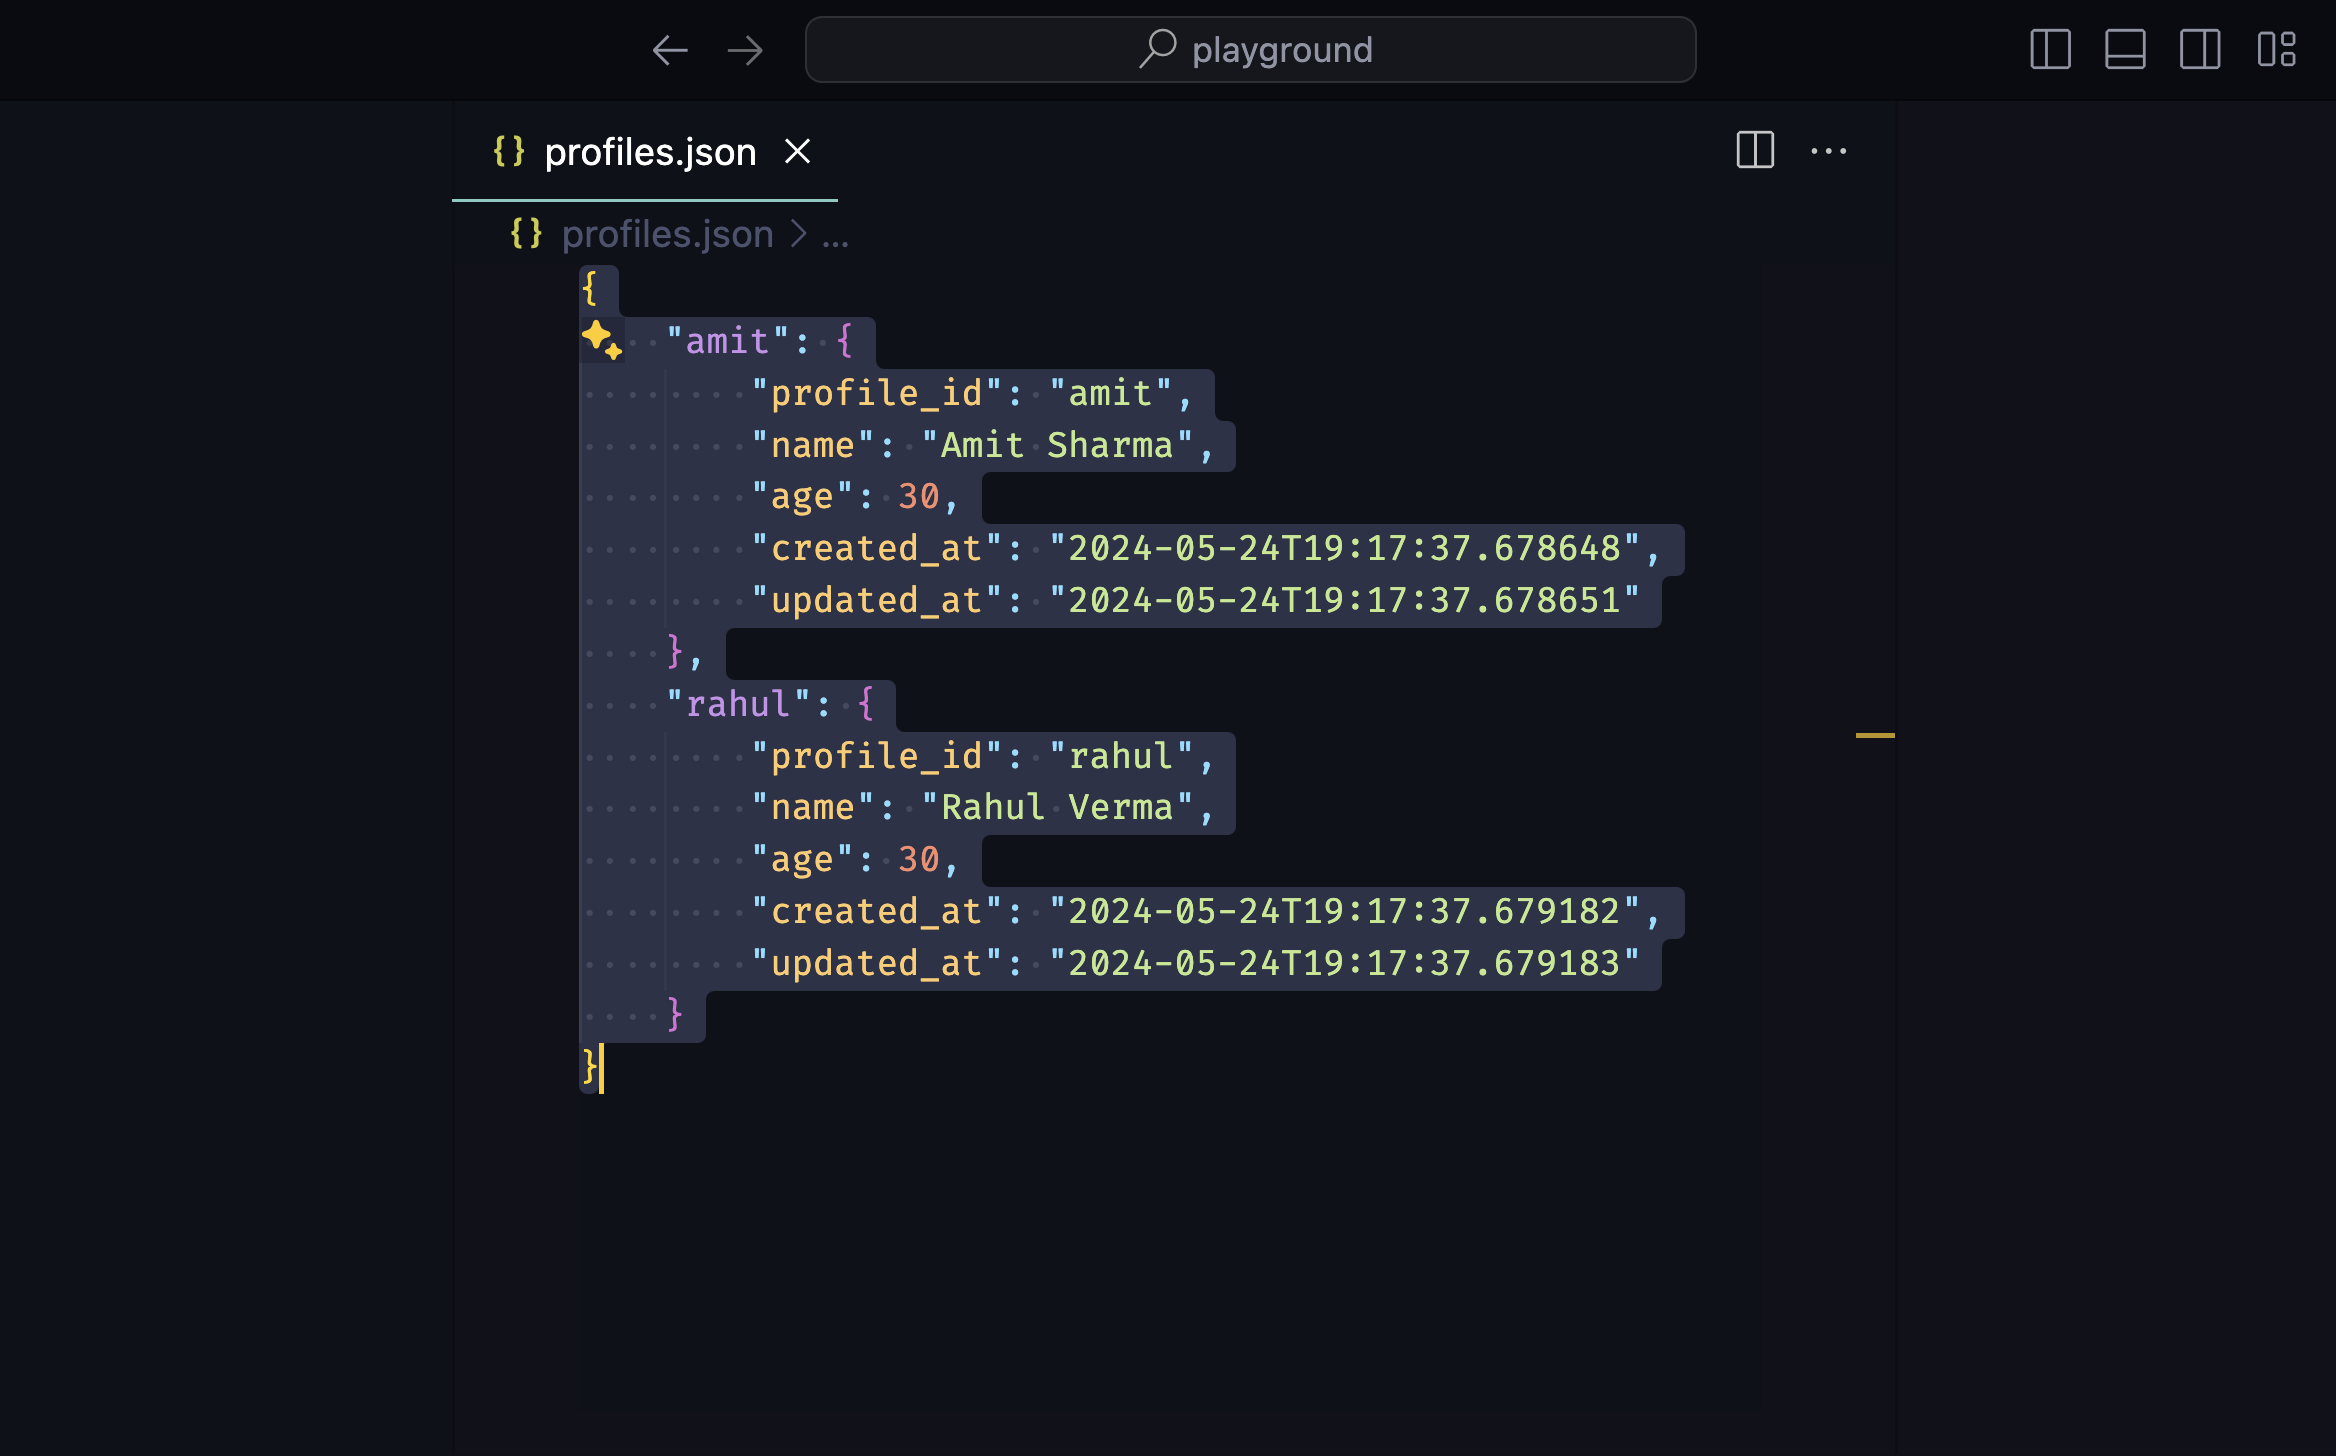 playground
profiles.json
profiles.json > ...
{
    "amit": {
        "profile_id": "amit",
        "name": "Amit Sharma",
        "age": 30,
        "created_at": "2024-05-24T19:17:37.678648",
        "updated_at": "2024-05-24T19:17:37.678651"
    },
    "rahul": {
        "profile_id": "rahul",
        "name": "Rahul Verma",
        "age": 30,
        "created_at": "2024-05-24T19:17:37.679182",
        "updated_at": "2024-05-24T19:17:37.679183"
    }
}